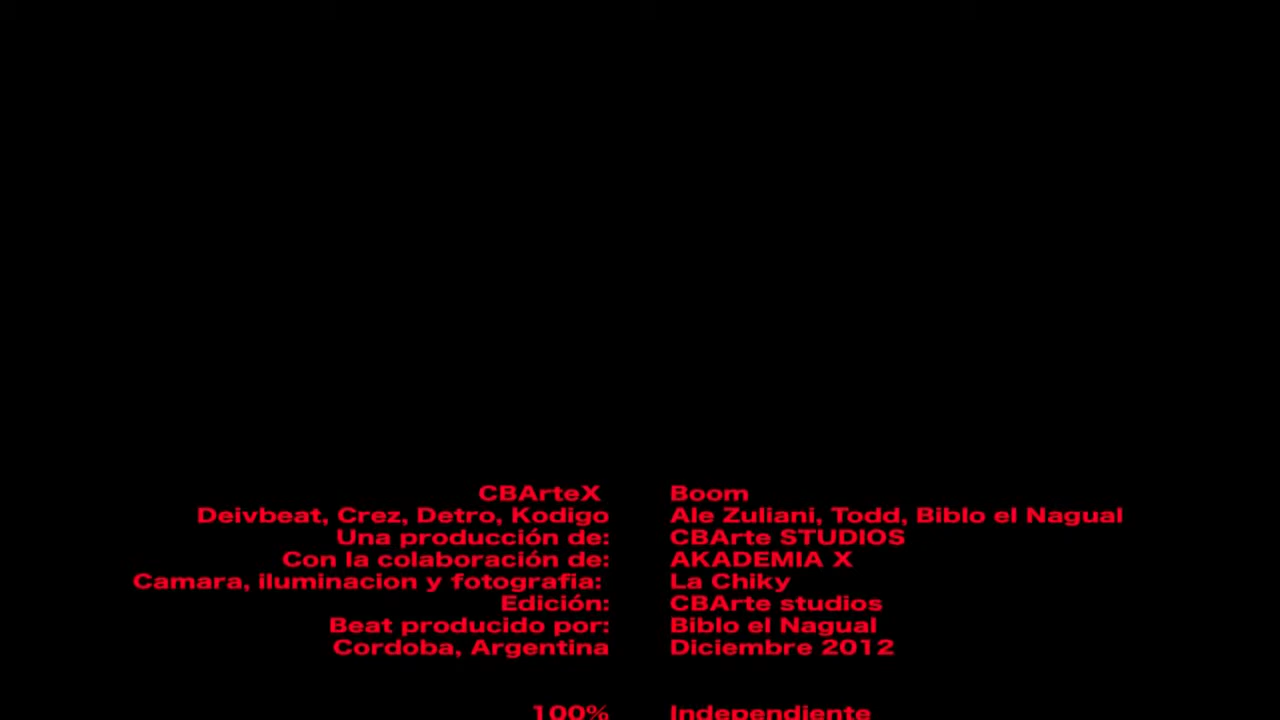 CBArteX Boom
Deivbeat, Crez, Detro, Kodigo Ale Zuliani, Todd, Biblo el Nagual
Una producción de: CBArte STUDIOS
Con la colaboración de: AKADEMIA X
Camara, iluminacion y fotografia: La Chiky
Edición: CBArte studios
Beat producido por: Biblo el Nagual
Cordoba, Argentina Diciembre 2012
100% Independiente